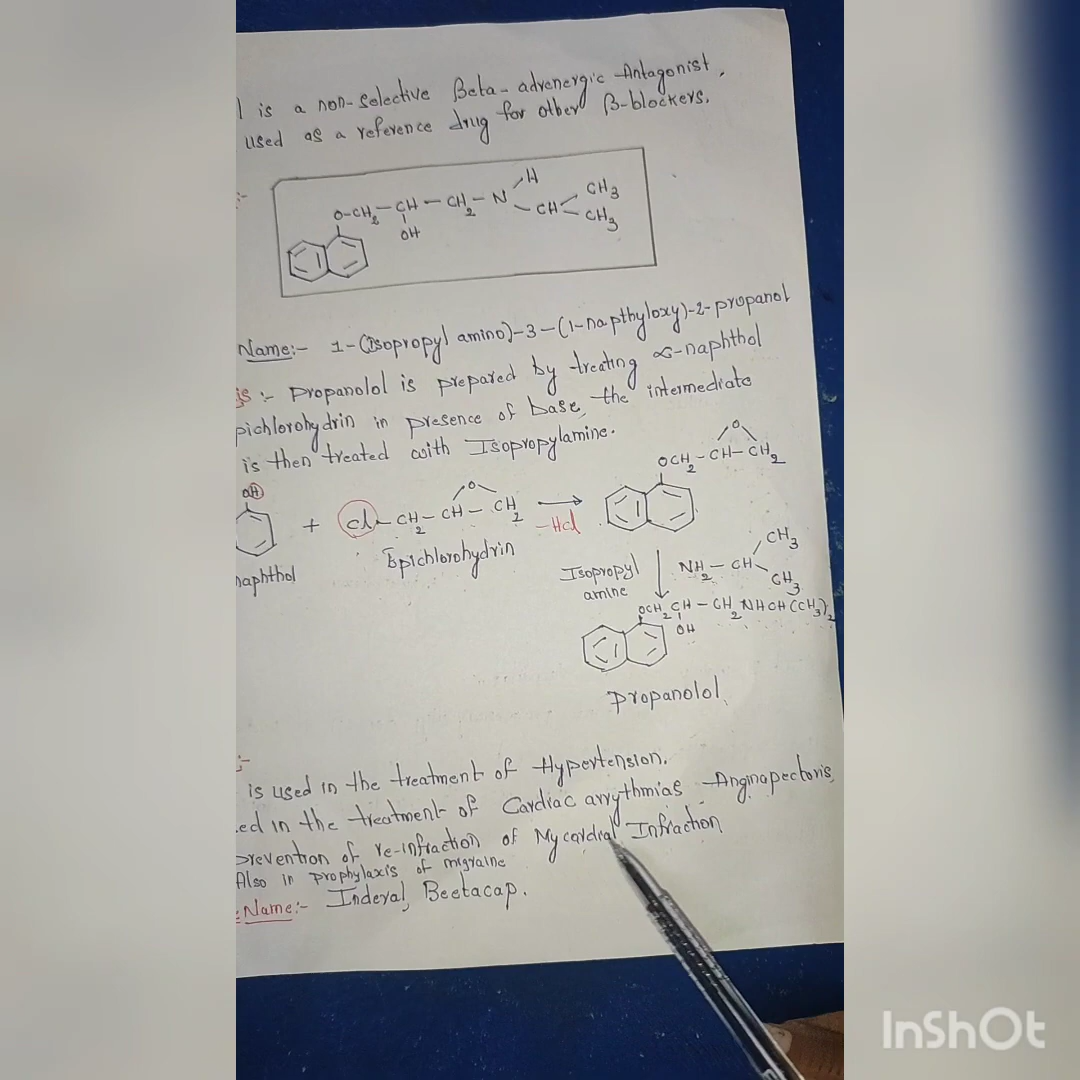 l is a non-selective Beta-adrenergic Antagonist,
used as a reference drug for other β-blockers.
:-
O-CH2-CH-CH2-N
H
-CH
CH3
CH3
OH
Name:- 1-(Isopropyl amino)-3-(1-napthyloxy)-2-propanol
is :- Propanolol is prepared by treating α-naphthol
pichlorohydrin in presence of base, the intermediate
is then treated with Isopropylamine.
OH
+ Cl-CH2-CH-CH2
O
-Hcl
OCH2-CH-CH2
O
naphthol
Epichlorohydrin
Isopropyl
amine
NH2-CH
CH3
CH3
OCH2CH-CH2NHCH(CH3)2
OH
Propanolol.
:-
is used in the treatment of Hypertension.
ed in the treatment of Cardiac arrythmias Anginapectoris
prevention of re-infraction of Mycardial Infraction
Also in prophylaxis of migraine
e Name:- Inderal, Beetacap.
InShOt